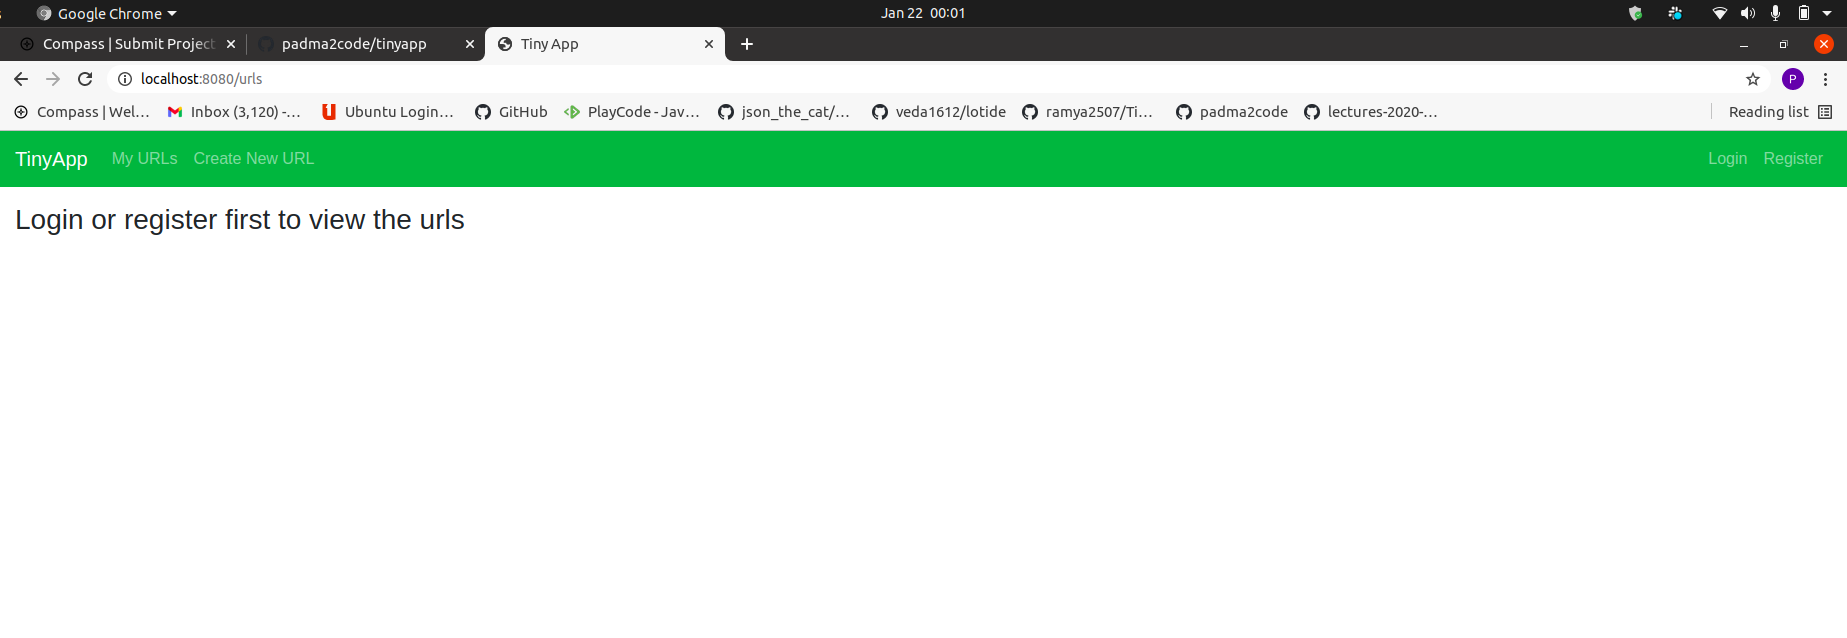 Google Chrome Jan 22 00:01
Compass | Submit Project padma2code/tinyapp Tiny App
localhost:8080/urls P
Compass | Wel... Inbox (3,120) -... Ubuntu Login... GitHub PlayCode - Jav... json_the_cat/... veda1612/lotide ramya2507/Ti... padma2code lectures-2020-... Reading list
TinyApp My URLs Create New URL Login Register
Login or register first to view the urls